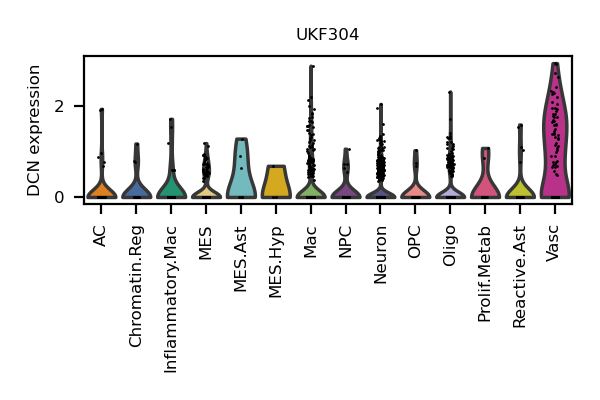 UKF304
DCN expression
2
0
AC
Chromatin.Reg
Inflammatory.Mac
MES
MES.Ast
MES.Hyp
Mac
NPC
Neuron
OPC
Oligo
Prolif.Metab
Reactive.Ast
Vasc